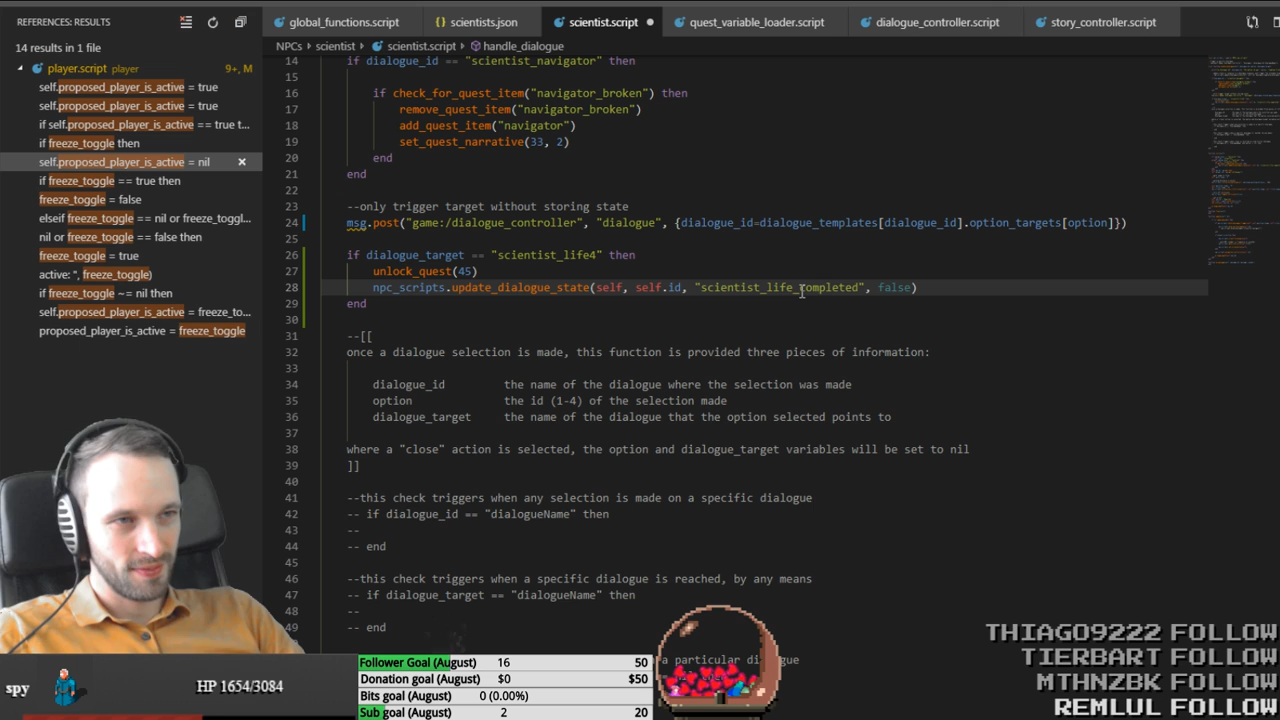 REFERENCES: RESULTS
14 results in 1 file
player.script player 9+, M
self.proposed_player_is_active = true
self.proposed_player_is_active = true
if self.proposed_player_is_active == true t...
if freeze_toggle then
self.proposed_player_is_active = nil
if freeze_toggle == true then
freeze_toggle = false
elseif freeze_toggle == nil or freeze_toggl...
nil or freeze_toggle == false then
freeze_toggle = true
active: ", freeze_toggle)
if freeze_toggle ~= nil then
self.proposed_player_is_active = freeze_to...
proposed_player_is_active = freeze_toggle
global_functions.script scientists.json scientist.script quest_variable_loader.script dialogue_controller.script story_controller.script
NPCs › scientist › scientist.script › handle_dialogue
14 if dialogue_id == "scientist_navigator" then
15
16 if check_for_quest_item("navigator_broken") then
17 remove_quest_item("navigator_broken")
18 add_quest_item("navigator")
19 set_quest_narrative(33, 2)
20 end
21 end
22
23 --only trigger target without storing state
24 msg.post("game:/dialogue_controller", "dialogue", {dialogue_id=dialogue_templates[dialogue_id].option_targets[option]})
25
26 if dialogue_target == "scientist_life4" then
27 unlock_quest(45)
28 npc_scripts.update_dialogue_state(self, self.id, "scientist_life_completed", false)
29 end
30
31 --[[
32 once a dialogue selection is made, this function is provided three pieces of information:
33
34 dialogue_id the name of the dialogue where the selection was made
35 option the id (1-4) of the selection made
36 dialogue_target the name of the dialogue that the option selected points to
37
38 where a "close" action is selected, the option and dialogue_target variables will be set to nil
39 ]]
40
41 --this check triggers when any selection is made on a specific dialogue
42 -- if dialogue_id == "dialogueName" then
43 --
44 -- end
45
46 --this check triggers when a specific dialogue is reached, by any means
47 -- if dialogue_target == "dialogueName" then
48 --
49 -- end
a particular di logue
spy HP 1654/3084
Follower Goal (August) 16 50
Donation goal (August) $0 $50
Bits goal (August) 0 (0.00%)
Sub goal (August) 2 20
THIAGO9222 FOLLOW
TIERBART FOLLOW
MTHNZK FOLLOW
REMLUL FOLLOW